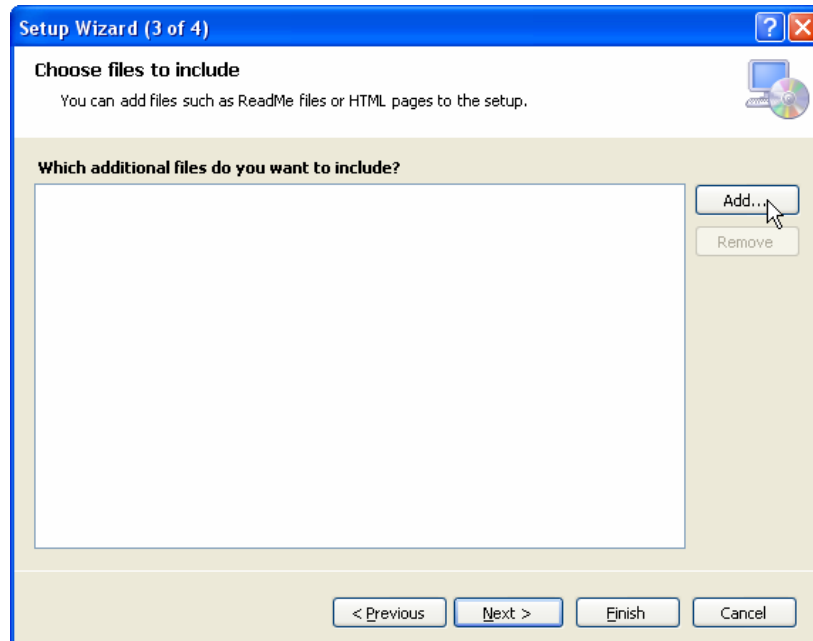 Setup Wizard (3 of 4)
Choose files to include
You can add files such as ReadMe files or HTML pages to the setup.
Which additional files do you want to include?
Add...
Remove
< Previous Next > Finish Cancel